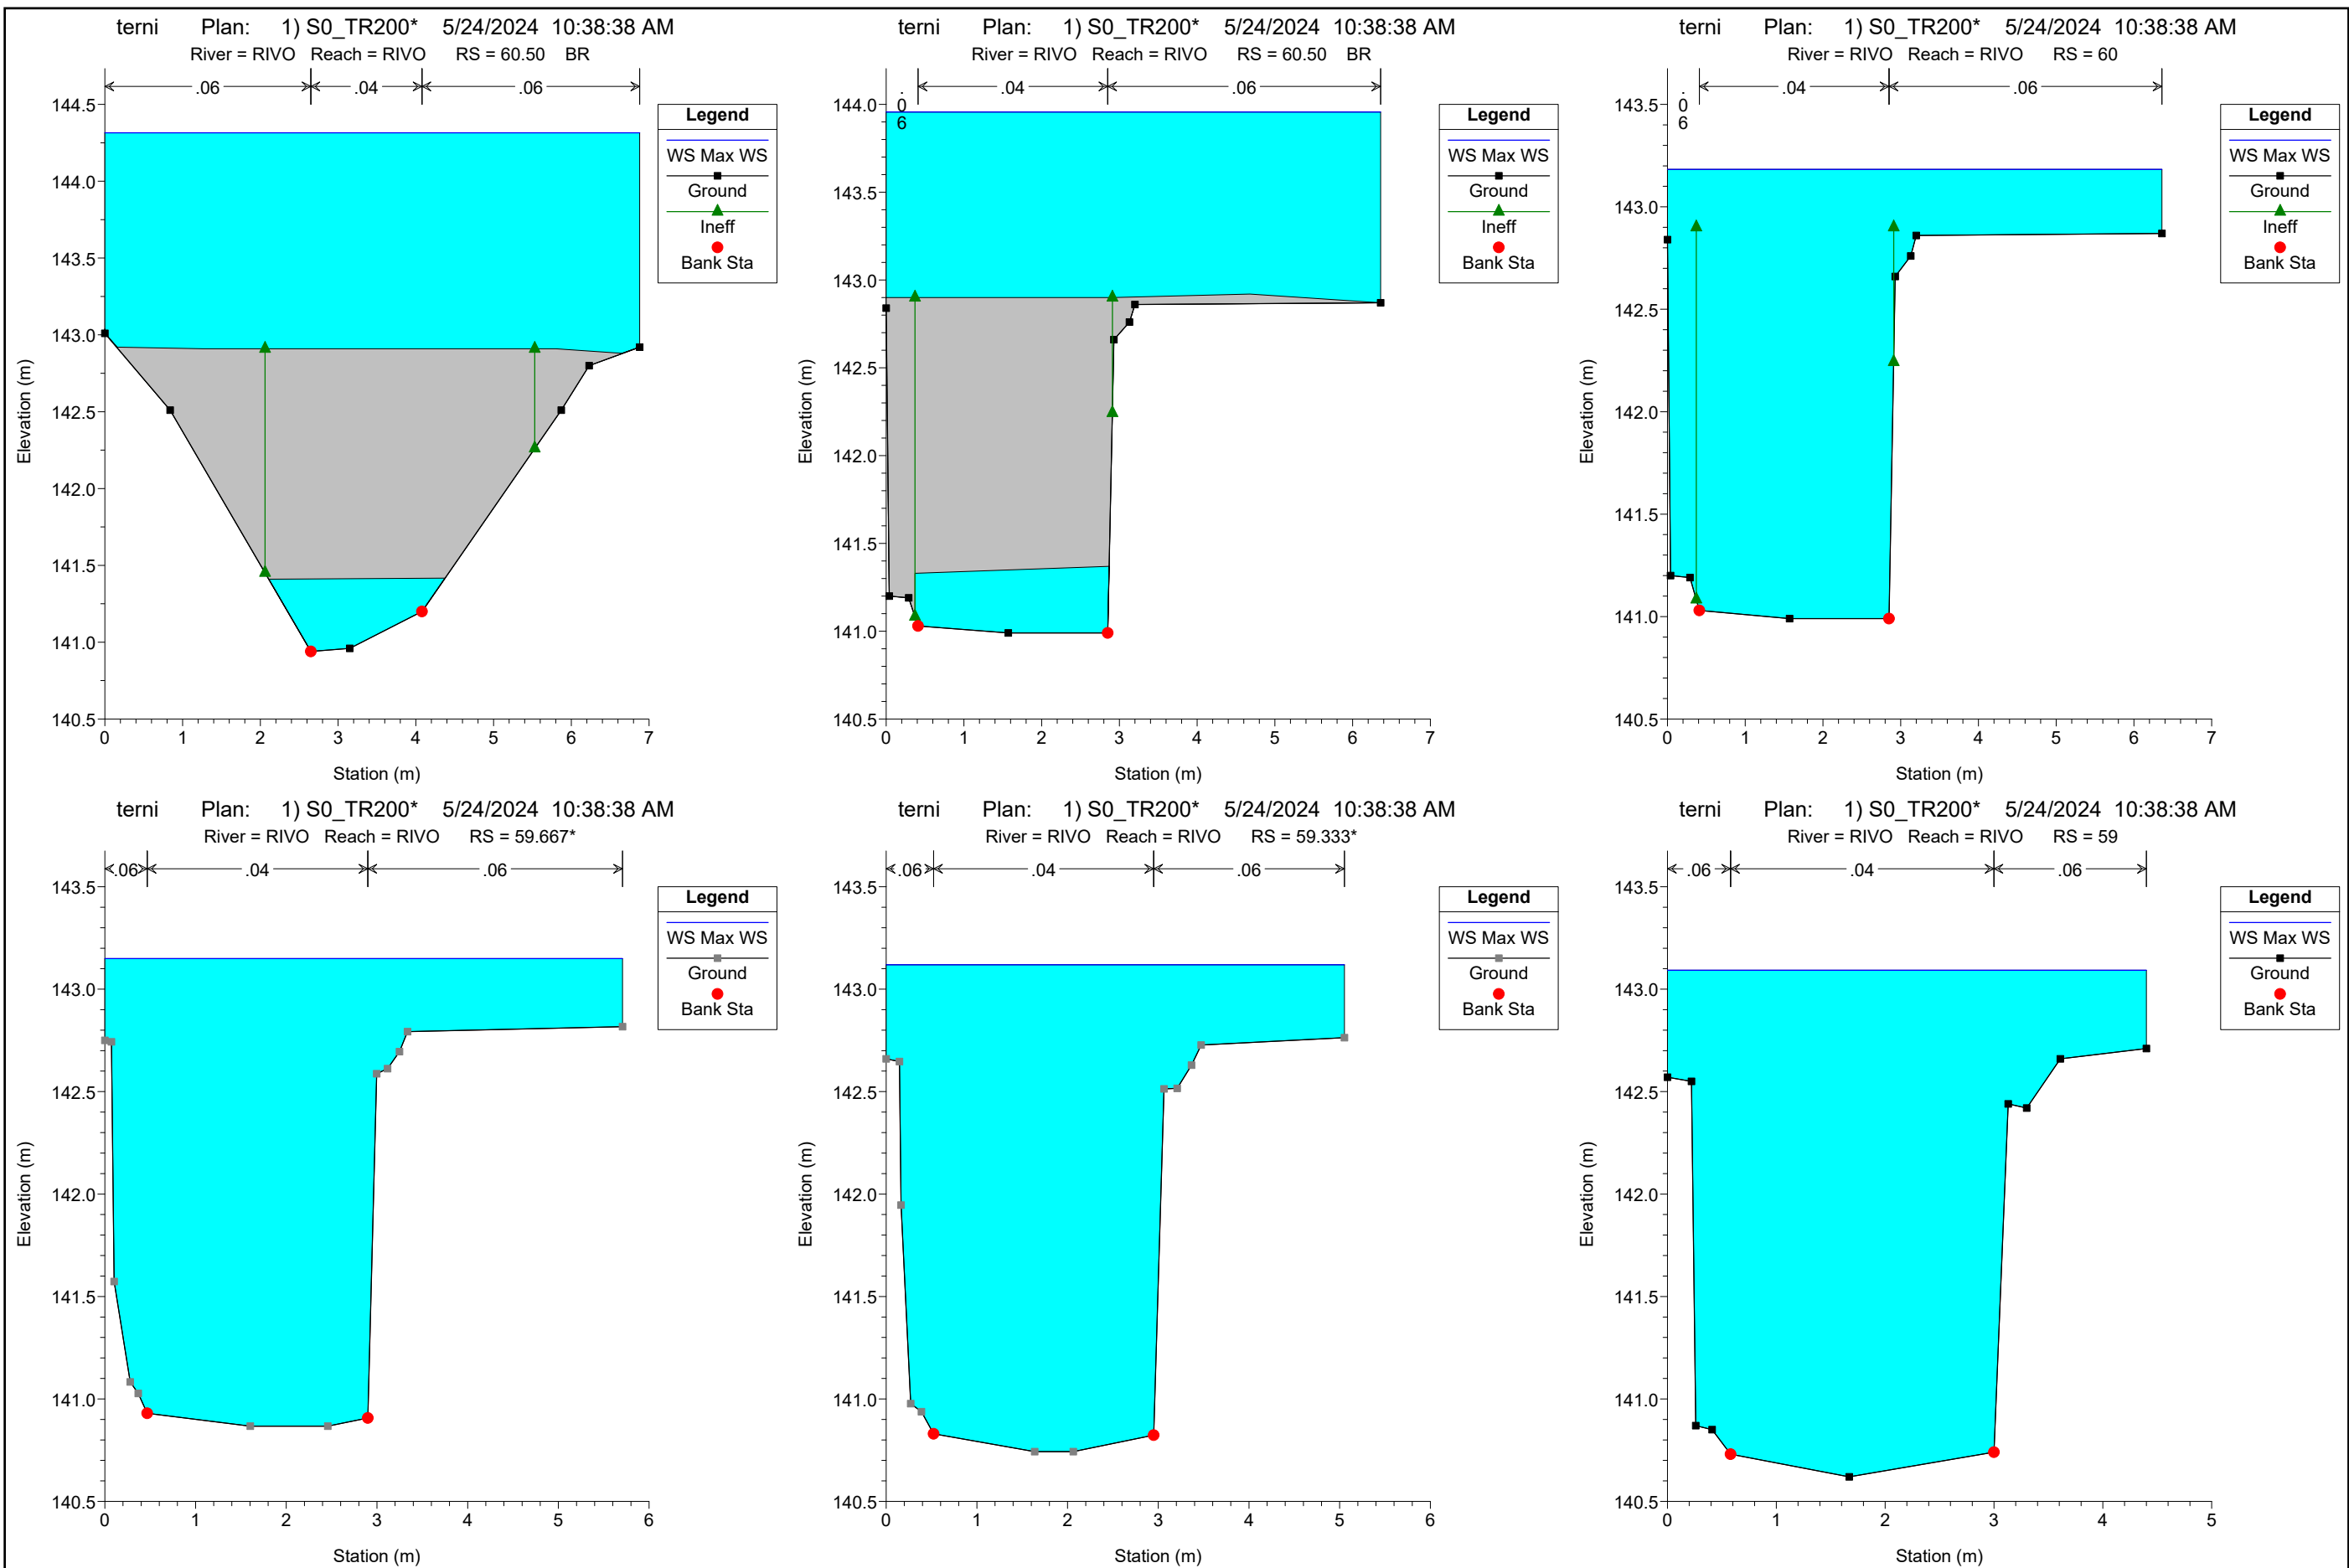 terni Plan: 1) S0_TR200* 5/24/2024 10:38:38 AM
River = RIVO Reach = RIVO RS = 60.50 BR
.06 .04 .06
Legend
WS Max WS
Ground
Ineff
Bank Sta
144.5
144.0
143.5
143.0
142.5
142.0
141.5
141.0
140.5
Elevation (m)
0 1 2 3 4 5 6 7
Station (m)
terni Plan: 1) S0_TR200* 5/24/2024 10:38:38 AM
River = RIVO Reach = RIVO RS = 60.50 BR
.06 .04 .06
Legend
WS Max WS
Ground
Ineff
Bank Sta
144.0
143.5
143.0
142.5
142.0
141.5
141.0
140.5
Elevation (m)
0 1 2 3 4 5 6 7
Station (m)
terni Plan: 1) S0_TR200* 5/24/2024 10:38:38 AM
River = RIVO Reach = RIVO RS = 60
.06 .04 .06
Legend
WS Max WS
Ground
Ineff
Bank Sta
143.5
143.0
142.5
142.0
141.5
141.0
140.5
Elevation (m)
0 1 2 3 4 5 6 7
Station (m)
terni Plan: 1) S0_TR200* 5/24/2024 10:38:38 AM
River = RIVO Reach = RIVO RS = 59.667*
.06 .04 .06
Legend
WS Max WS
Ground
Bank Sta
143.5
143.0
142.5
142.0
141.5
141.0
140.5
Elevation (m)
0 1 2 3 4 5 6
Station (m)
terni Plan: 1) S0_TR200* 5/24/2024 10:38:38 AM
River = RIVO Reach = RIVO RS = 59.333*
.06 .04 .06
Legend
WS Max WS
Ground
Bank Sta
143.5
143.0
142.5
142.0
141.5
141.0
140.5
Elevation (m)
0 1 2 3 4 5 6
Station (m)
terni Plan: 1) S0_TR200* 5/24/2024 10:38:38 AM
River = RIVO Reach = RIVO RS = 59
.06 .04 .06
Legend
WS Max WS
Ground
Bank Sta
143.5
143.0
142.5
142.0
141.5
141.0
140.5
Elevation (m)
0 1 2 3 4 5
Station (m)